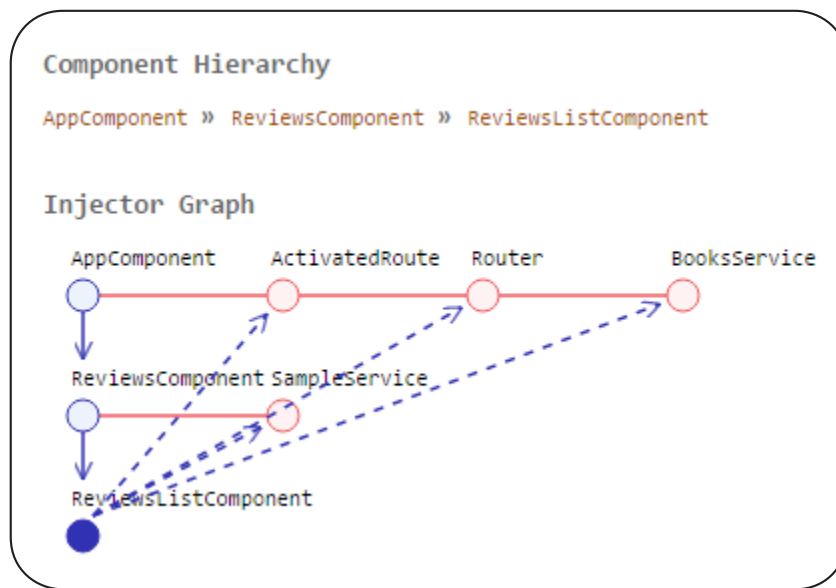 Component Hierarchy
AppComponent » ReviewsComponent » ReviewsListComponent
Injector Graph
AppComponent ActivatedRoute Router BooksService
ReviewsComponent SampleService
ReviewsListComponent